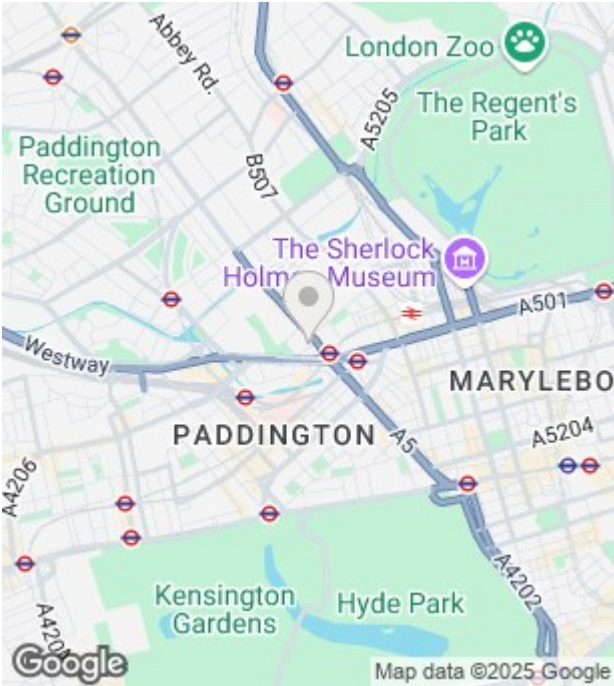 Abbey Rd.
London Zoo
A5205
The Regent's
Park
Paddington
Recreation
Ground
B507
The Sherlock
Holmes Museum
A501
Westway
MARYLEBO
PADDINGTON
A5
A5204
A4206
A4202
Kensington
Gardens
Hyde Park
Google
Map data ©2025 Google